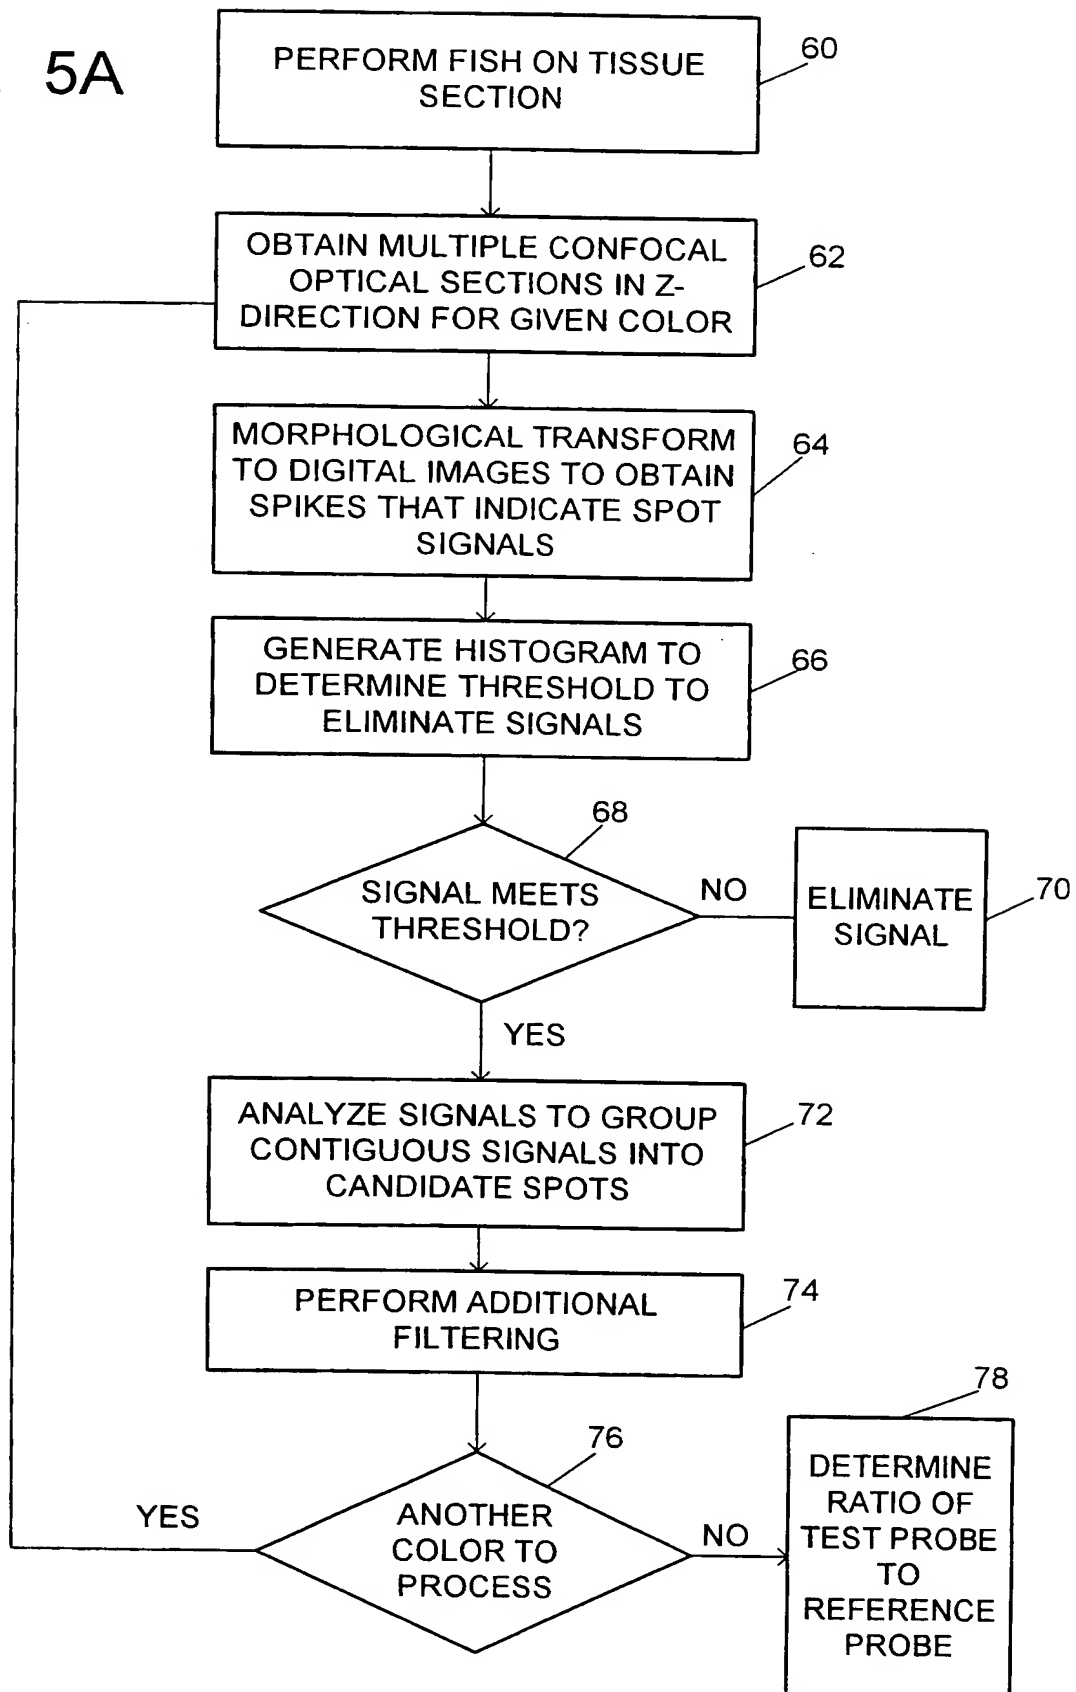 5A
PERFORM FISH ON TISSUE
SECTION
60
OBTAIN MULTIPLE CONFOCAL
OPTICAL SECTIONS IN Z-
DIRECTION FOR GIVEN COLOR
62
MORPHOLOGICAL TRANSFORM
TO DIGITAL IMAGES TO OBTAIN
SPIKES THAT INDICATE SPOT
SIGNALS
64
GENERATE HISTOGRAM TO
DETERMINE THRESHOLD TO
ELIMINATE SIGNALS
66
68
SIGNAL MEETS
THRESHOLD?
NO
ELIMINATE
SIGNAL
70
YES
ANALYZE SIGNALS TO GROUP
CONTIGUOUS SIGNALS INTO
CANDIDATE SPOTS
72
PERFORM ADDITIONAL
FILTERING
74
76
ANOTHER
COLOR TO
PROCESS
YES
NO
78
DETERMINE
RATIO OF
TEST PROBE
TO
REFERENCE
PROBE